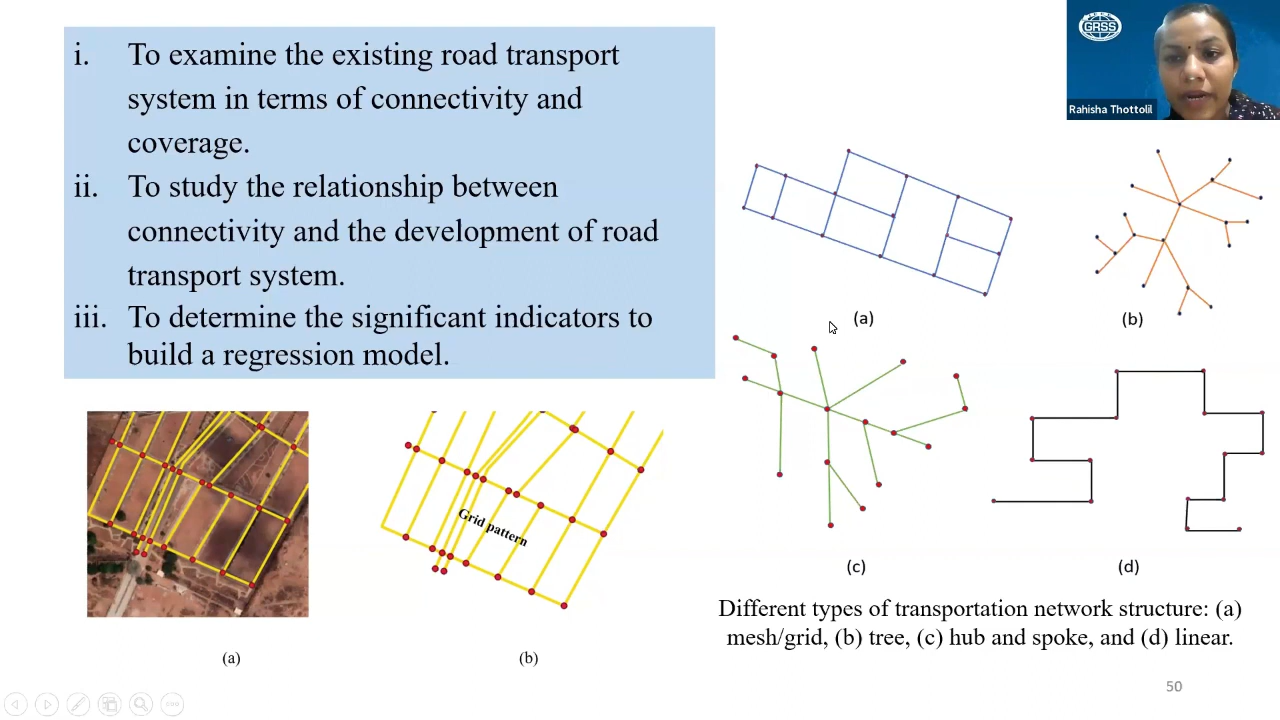 i. To examine the existing road transport
system in terms of connectivity and
coverage.
ii. To study the relationship between
connectivity and the development of road
transport system.
iii. To determine the significant indicators to
build a regression model.
GRSS
Rahisha Thottolil
(a)
(b)
(c)
(d)
Different types of transportation network structure: (a)
mesh/grid, (b) tree, (c) hub and spoke, and (d) linear.
Grid pattern
(a)
(b)
50